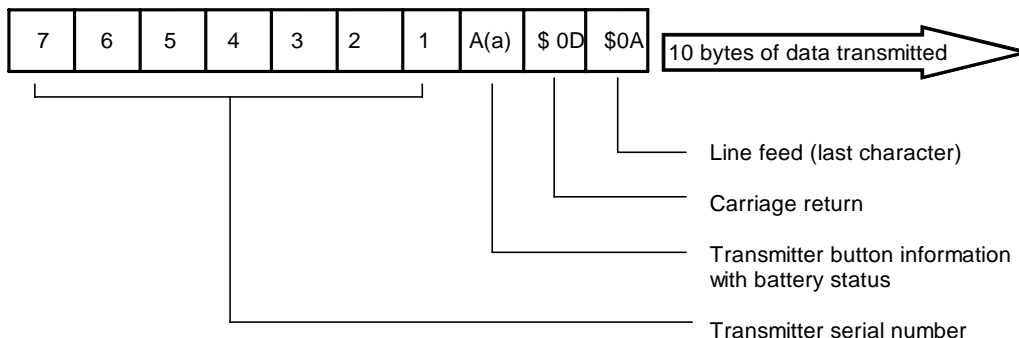 7 6 5 4 3 2 1 A(a) $ 0D $0A
10 bytes of data transmitted
Line feed (last character)
Carriage return
Transmitter button information
with battery status
Transmitter serial number